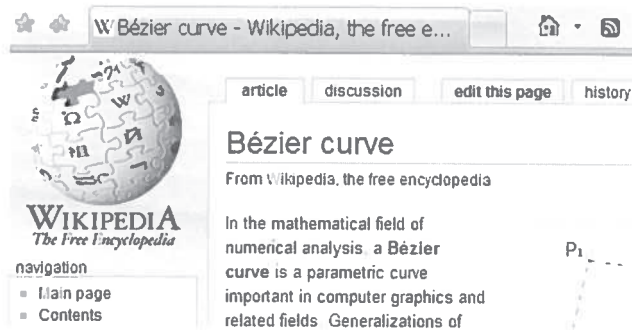 W Bézier curve - Wikipedia, the free e...
article discussion edit this page history
Bézier curve
From Wikipedia, the free encyclopedia
WIKIPEDIA
The Free Encyclopedia
navigation
Main page
Contents
In the mathematical field of
numerical analysis, a Bézier
curve is a parametric curve
important in computer graphics and
related fields. Generalizations of
P1